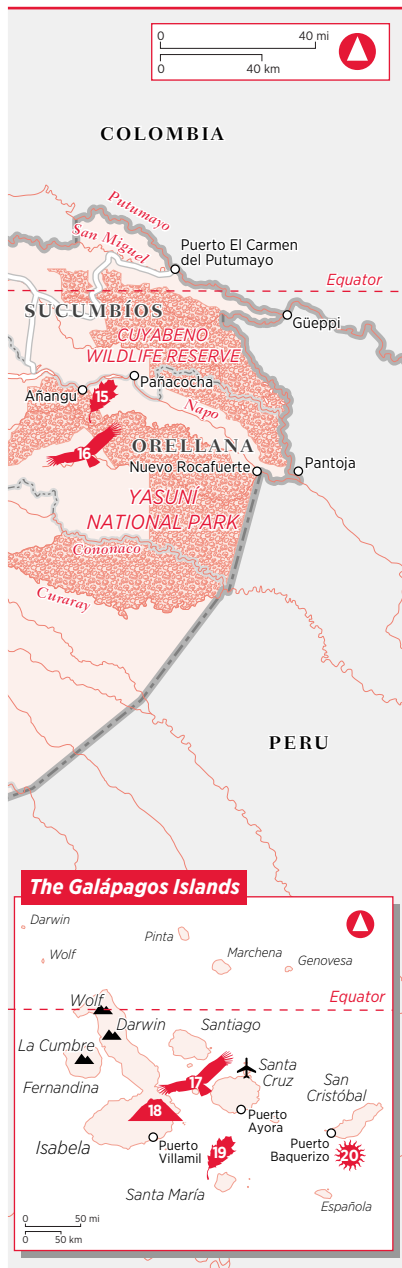 0 40 mi
0 40 km
COLOMBIA
Putumayo
San Miguel
Puerto El Carmen
del Putumayo
Equator
SUCUMBÍOS
Güeppi
CUYABENO
WILDLIFE RESERVE
Pañacocha
Añangu
15
Napo
16
ORELLANA
Nuevo Rocafuerte
Pantoja
YASUNÍ
NATIONAL PARK
Cononaco
Curaray
PERU
The Galápagos Islands
Darwin
Pinta
Wolf
Marchena
Genovesa
Wolf
Equator
Darwin
Santiago
La Cumbre
Santa
Cruz
17
Fernandina
San
Cristóbal
18
Puerto
Ayora
Isabela
Puerto
Villamil
19
Puerto
Baquerizo
20
Santa María
Española
0 50 mi
0 50 km